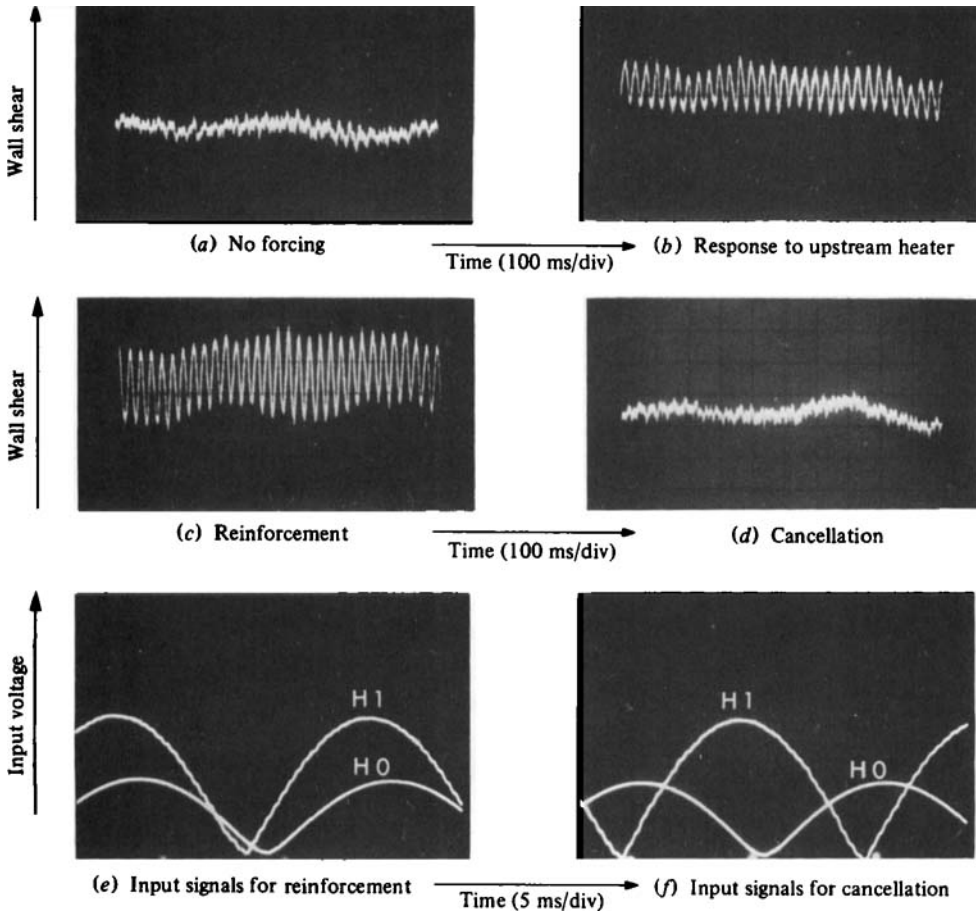 Wall shear
(a) No forcing
Time (100 ms/div)
(b) Response to upstream heater
Wall shear
(c) Reinforcement
Time (100 ms/div)
(d) Cancellation
Input voltage
H1
H0
H1
H0
(e) Input signals for reinforcement
Time (5 ms/div)
(f) Input signals for cancellation